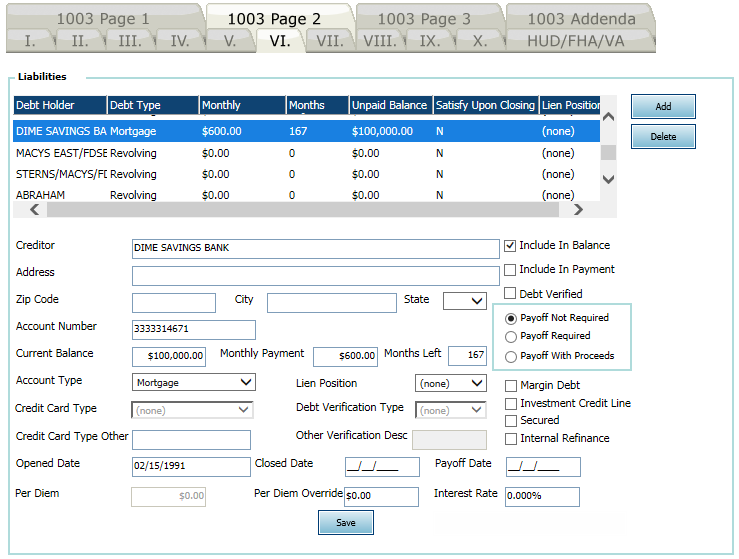 1003 Page 1 1003 Page 2 1003 Page 3 1003 Addenda
I. II. III. IV. V. VI. VII. VIII. IX. X. HUD/FHA/VA
Liabilities
Debt Holder Debt Type Monthly Months Unpaid Balance Satisfy Upon Closing Lien Position
DIME SAVINGS BA Mortgage $600.00 167 $100,000.00 N (none)
MACYS EAST/FDSB Revolving $0.00 0 $0.00 N (none)
STERNS/MACYS/FD Revolving $0.00 0 $0.00 N (none)
ABRAHAM Revolving $0.00 0 $0.00 N (none)
Add
Delete
Creditor DIME SAVINGS BANK Include In Balance
Address Include In Payment
Zip Code City State Debt Verified
Account Number 3333314671 Payoff Not Required
Payoff Required
Current Balance $100,000.00 Monthly Payment $600.00 Months Left 167 Payoff With Proceeds
Account Type Mortgage Lien Position (none) Margin Debt
Credit Card Type (none) Debt Verification Type (none) Investment Credit Line
Secured
Credit Card Type Other Other Verification Desc Internal Refinance
Opened Date 02/15/1991 Closed Date __/__/____ Payoff Date __/__/____
Per Diem $0.00 Per Diem Override $0.00 Interest Rate 0.000%
Save